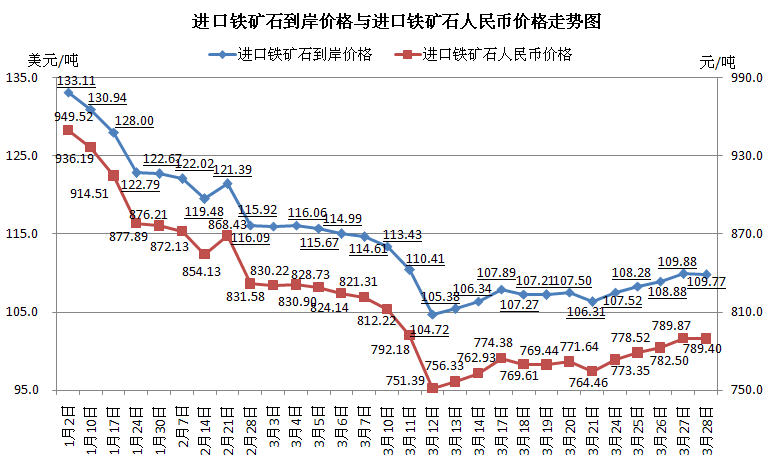 进口铁矿石到岸价格与进口铁矿石人民币价格走势图
美元/吨
进口铁矿石到岸价格
进口铁矿石人民币价格
元/吨
135.0
125.0
115.0
105.0
95.0
990.0
930.0
870.0
810.0
750.0
133.11
130.94
128.00
122.79
122.67
122.02
119.48
121.39
115.92
116.09
116.06
115.67
114.99
114.61
113.43
110.41
104.72
105.38
106.34
107.89
107.27
107.21
107.50
106.31
107.52
108.28
108.88
109.88
109.77
949.52
936.19
914.51
877.89
876.21
872.13
854.13
868.43
831.58
830.22
830.90
828.73
824.14
821.31
812.22
792.18
751.39
756.33
762.93
774.38
769.61
769.44
771.64
764.46
773.35
778.52
782.50
789.87
789.40
1月2日
1月10日
1月17日
1月24日
1月30日
2月7日
2月14日
2月21日
2月28日
3月3日
3月4日
3月5日
3月6日
3月7日
3月10日
3月11日
3月12日
3月13日
3月14日
3月17日
3月18日
3月19日
3月20日
3月21日
3月24日
3月25日
3月26日
3月27日
3月28日